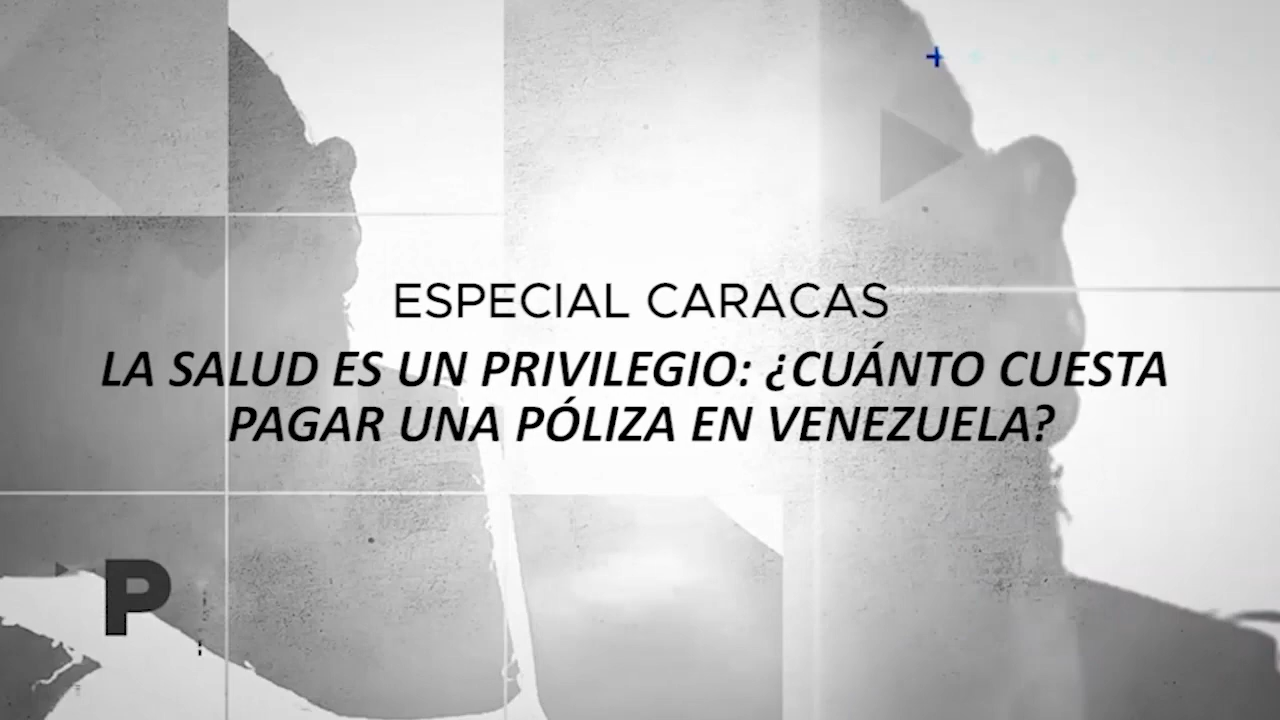 ESPECIAL CARACAS
LA SALUD ES UN PRIVILEGIO: ¿CUÁNTO CUESTA
PAGAR UNA PÓLIZA EN VENEZUELA?
P